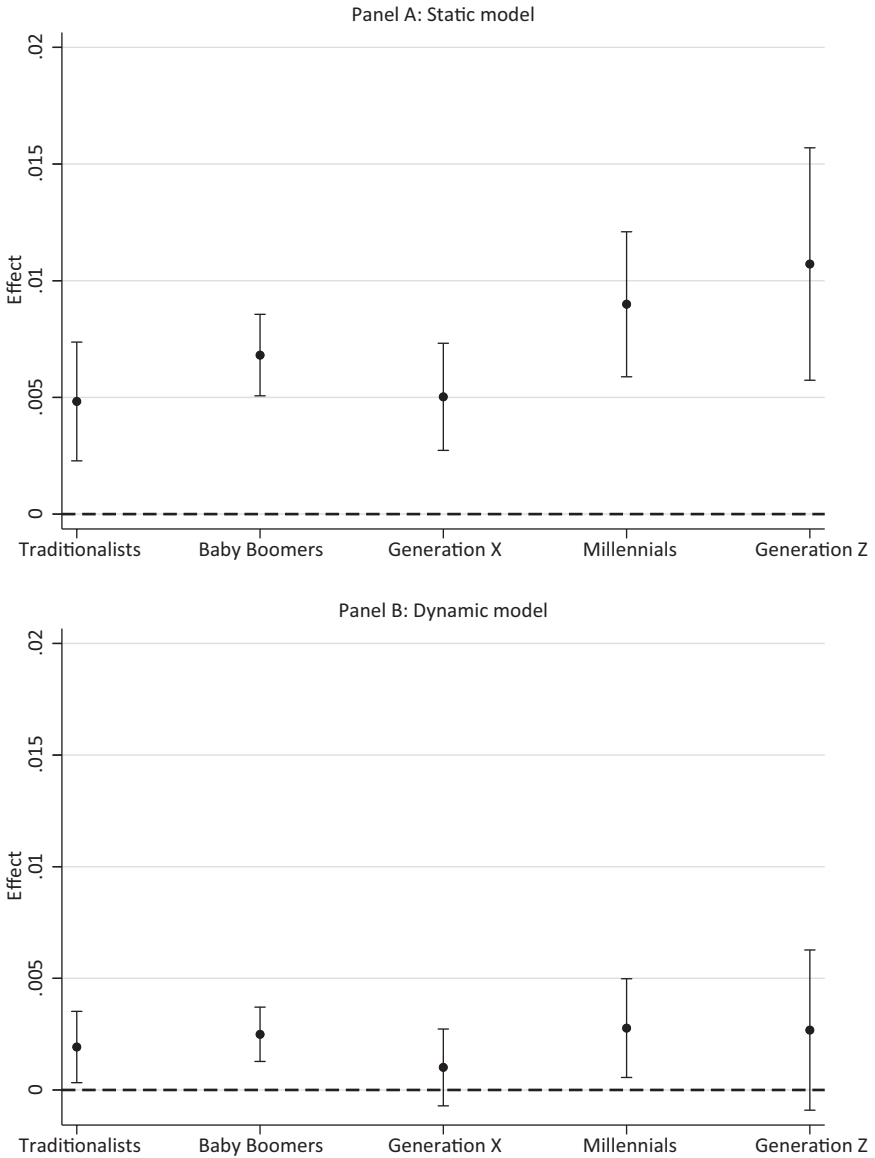 Panel A: Static model
.02
.015
.01
.005
0
Effect
Traditionalists Baby Boomers Generation X Millennials Generation Z
Panel B: Dynamic model
.02
.015
.01
.005
0
Effect
Traditionalists Baby Boomers Generation X Millennials Generation Z